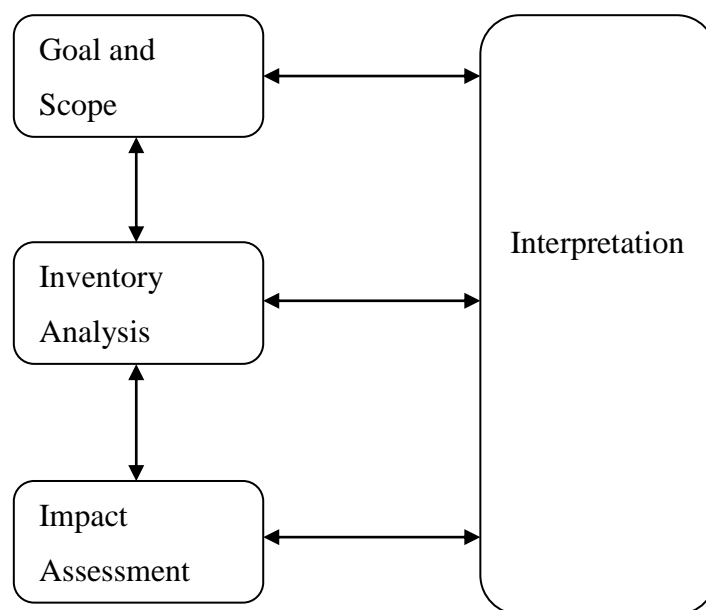 Goal and
Scope
Interpretation
Inventory
Analysis
Impact
Assessment